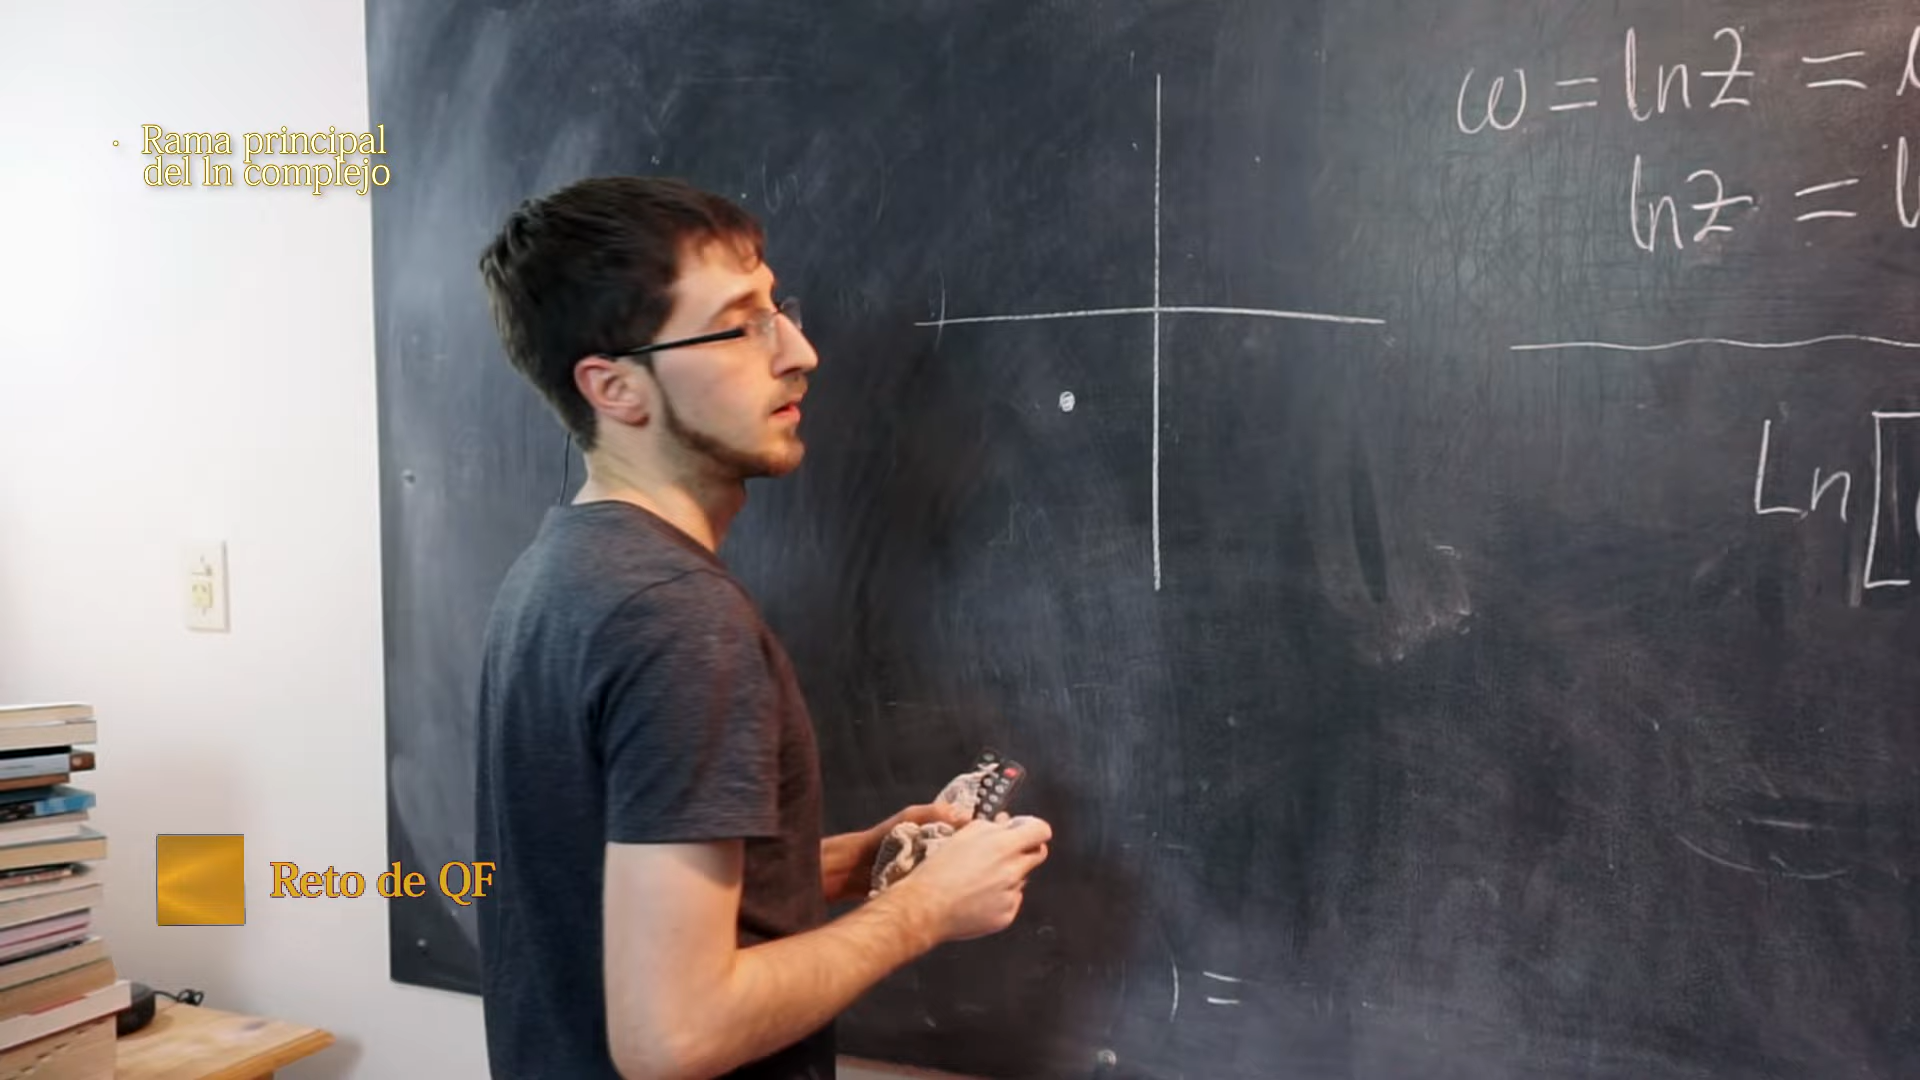 Rama principal
del ln complejo
ω = ln z =
ln z =
Ln [
) =
Reto de QF